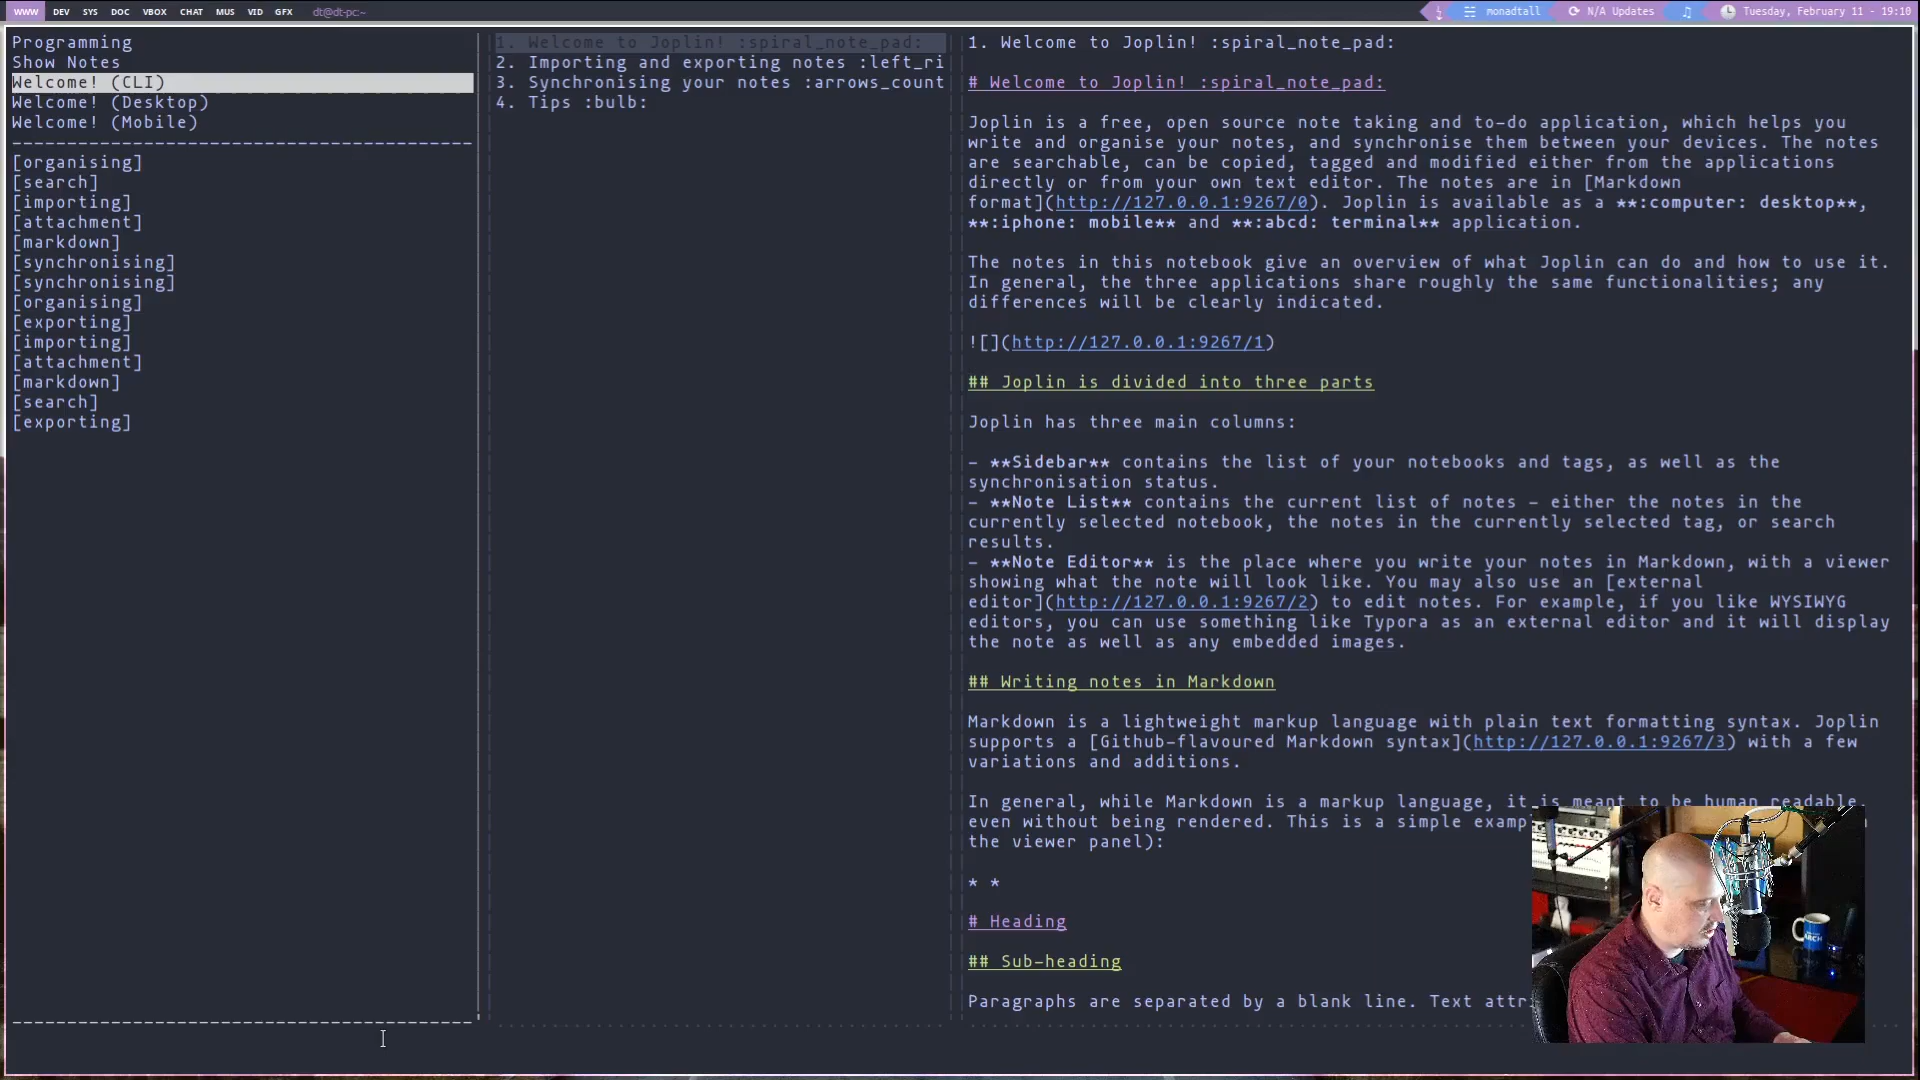 WWW DEV SYS DOC VBOX CHAT MUS VID GFX dt@dt-pc:~ monadtall N/A Updates Tuesday, February 11 - 19:10
Programming
Show Notes
Welcome! (CLI)
Welcome! (Desktop)
Welcome! (Mobile)
[organising]
[search]
[importing]
[attachment]
[markdown]
[synchronising]
[synchronising]
[organising]
[exporting]
[importing]
[attachment]
[markdown]
[search]
[exporting]
1. Welcome to Joplin! :spiral_note_pad:
2. Importing and exporting notes :left_ri
3. Synchronising your notes :arrows_count
4. Tips :bulb:
1. Welcome to Joplin! :spiral_note_pad:
# Welcome to Joplin! :spiral_note_pad:
Joplin is a free, open source note taking and to-do application, which helps you
write and organise your notes, and synchronise them between your devices. The notes
are searchable, can be copied, tagged and modified either from the applications
directly or from your own text editor. The notes are in [Markdown
format](http://127.0.0.1:9267/0). Joplin is available as a **:computer: desktop**,
**:iphone: mobile** and **:abcd: terminal** application.
The notes in this notebook give an overview of what Joplin can do and how to use it.
In general, the three applications share roughly the same functionalities; any
differences will be clearly indicated.
![](http://127.0.0.1:9267/1)
## Joplin is divided into three parts
Joplin has three main columns:
- **Sidebar** contains the list of your notebooks and tags, as well as the
synchronisation status.
- **Note List** contains the current list of notes - either the notes in the
currently selected notebook, the notes in the currently selected tag, or search
results.
- **Note Editor** is the place where you write your notes in Markdown, with a viewer
showing what the note will look like. You may also use an [external
editor](http://127.0.0.1:9267/2) to edit notes. For example, if you like WYSIWYG
editors, you can use something like Typora as an external editor and it will display
the note as well as any embedded images.
## Writing notes in Markdown
Markdown is a lightweight markup language with plain text formatting syntax. Joplin
supports a [Github-flavoured Markdown syntax](http://127.0.0.1:9267/3) with a few
variations and additions.
In general, while Markdown is a markup language, it is meant to be human readable,
even without being rendered. This is a simple examp
the viewer panel):
* *
# Heading
## Sub-heading
Paragraphs are separated by a blank line. Text attri
ARCH